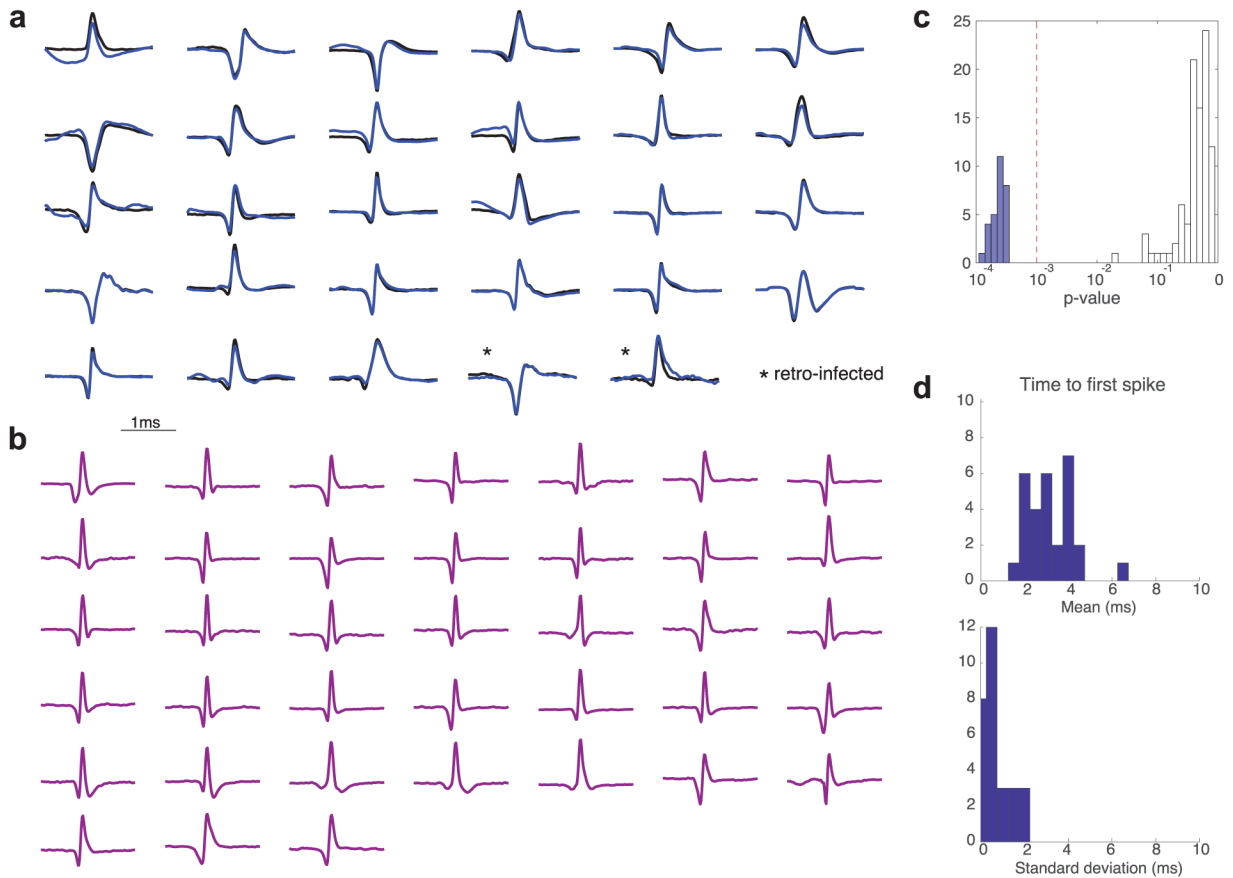 a
* *
* retro-infected
1ms
b
c
25
20
15
10
5
0
10-4 10-3 10-2 10-1 0
p-value
d
Time to first spike
10
8
6
4
2
0
0 2 4 6 8 10
Mean (ms)
12
10
8
6
4
2
0
0 2 4 6 8 10
Standard deviation (ms)